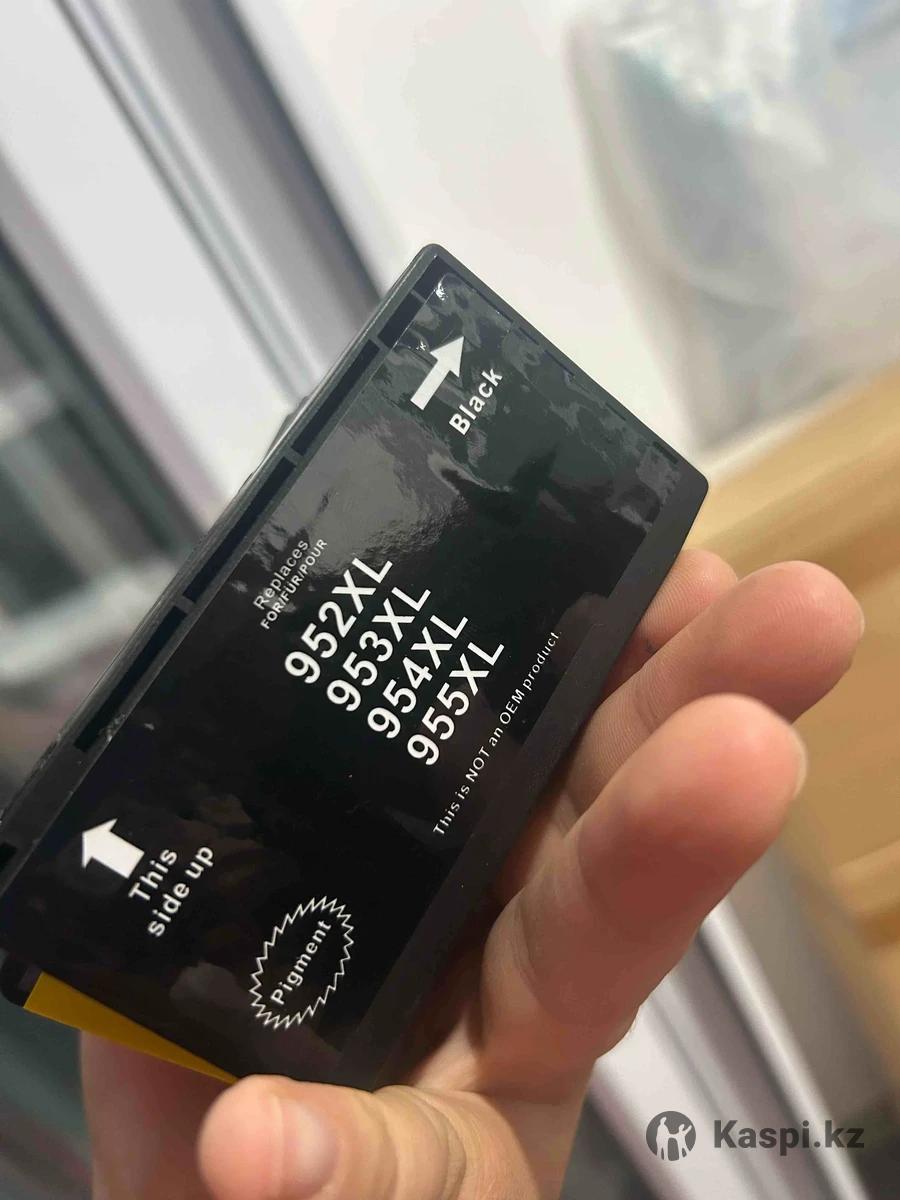 Black
Replaces
FOR/FÜR/POUR
952XL
953XL
954XL
955XL
This is NOT an OEM product.
This
side up
Pigment
Kaspi.kz